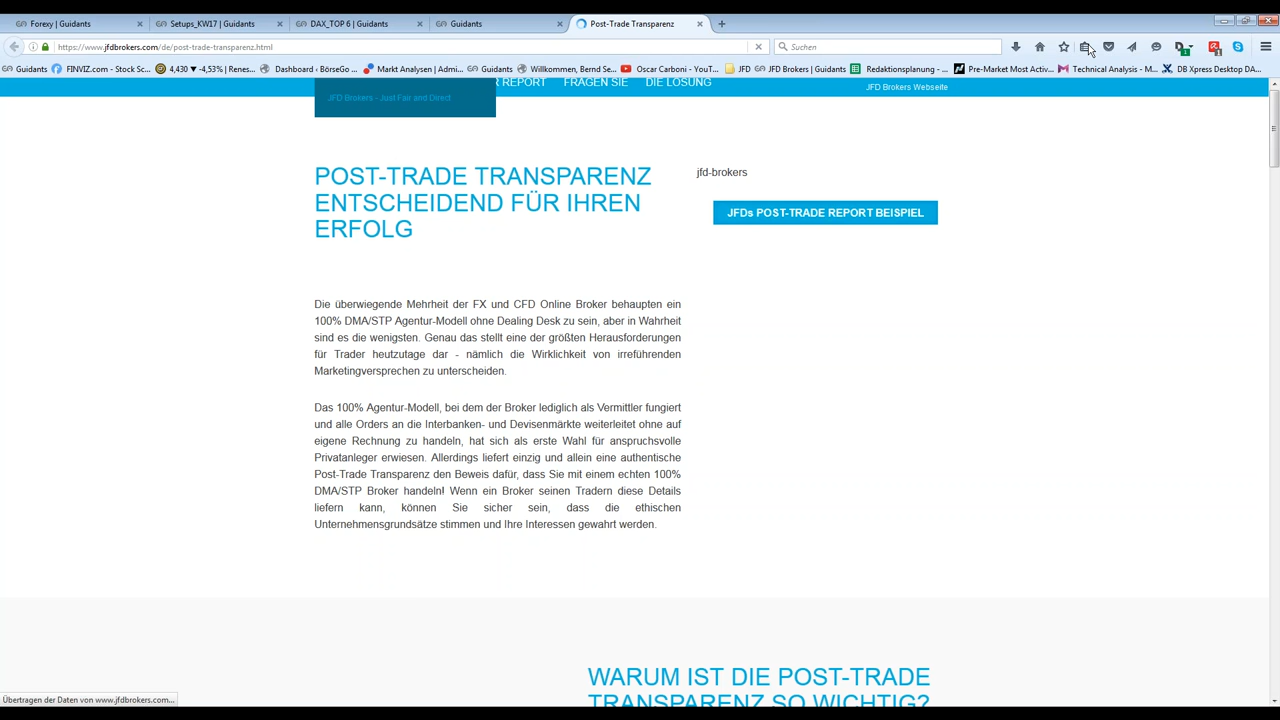 Forexy | Guidants
Setups_KW17 | Guidants
DAX_TOP 6 | Guidants
Guidants
Post-Trade Transparenz
https://www.jfdbrokers.com/de/post-trade-transparenz.html
Suchen
Guidants
FINVIZ.com - Stock Sc...
4,430 ▾ -4,53% | Renes...
Dashboard ‹ BörseGo ...
Markt Analysen | Admi...
Guidants
Willkommen, Bernd Se...
Oscar Carboni - YouT...
JFD
JFD Brokers | Guidants
Redaktionsplanung - ...
Pre-Market Most Activ...
Technical Analysis - M...
DB Xpress Desktop DA...
R REPORT
FRAGEN SIE
DIE LÖSUNG
JFD Brokers Webseite
JFD Brokers - Just Fair and Direct
POST-TRADE TRANSPARENZ
ENTSCHEIDEND FÜR IHREN
ERFOLG
jfd-brokers
JFDs POST-TRADE REPORT BEISPIEL
Die überwiegende Mehrheit der FX und CFD Online Broker behaupten ein
100% DMA/STP Agentur-Modell ohne Dealing Desk zu sein, aber in Wahrheit
sind es die wenigsten. Genau das stellt eine der größten Herausforderungen
für Trader heutzutage dar - nämlich die Wirklichkeit von irreführenden
Marketingversprechen zu unterscheiden.
Das 100% Agentur-Modell, bei dem der Broker lediglich als Vermittler fungiert
und alle Orders an die Interbanken- und Devisenmärkte weiterleitet ohne auf
eigene Rechnung zu handeln, hat sich als erste Wahl für anspruchsvolle
Privatanleger erwiesen. Allerdings liefert einzig und allein eine authentische
Post-Trade Transparenz den Beweis dafür, dass Sie mit einem echten 100%
DMA/STP Broker handeln! Wenn ein Broker seinen Tradern diese Details
liefern kann, können Sie sicher sein, dass die ethischen
Unternehmensgrundsätze stimmen und Ihre Interessen gewahrt werden.
WARUM IST DIE POST-TRADE
TRANSPARENZ SO WICHTIG?
Übertragen der Daten von www.jfdbrokers.com...